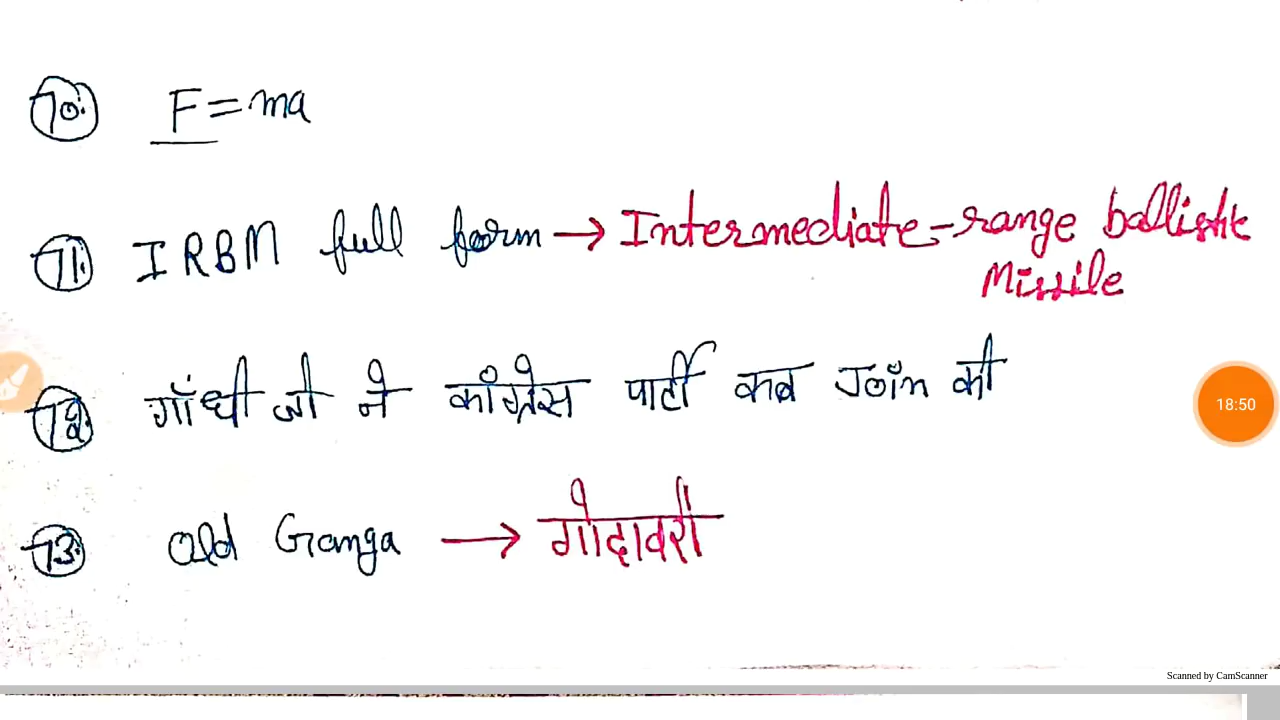 70. F = ma
71. IRBM full form → Intermediate-range ballistic
Missile
18:50
72. गाँधी जी ने कांग्रेस पार्टी कब Join की
73. Old Ganga → गोदावरी
Scanned by CamScanner